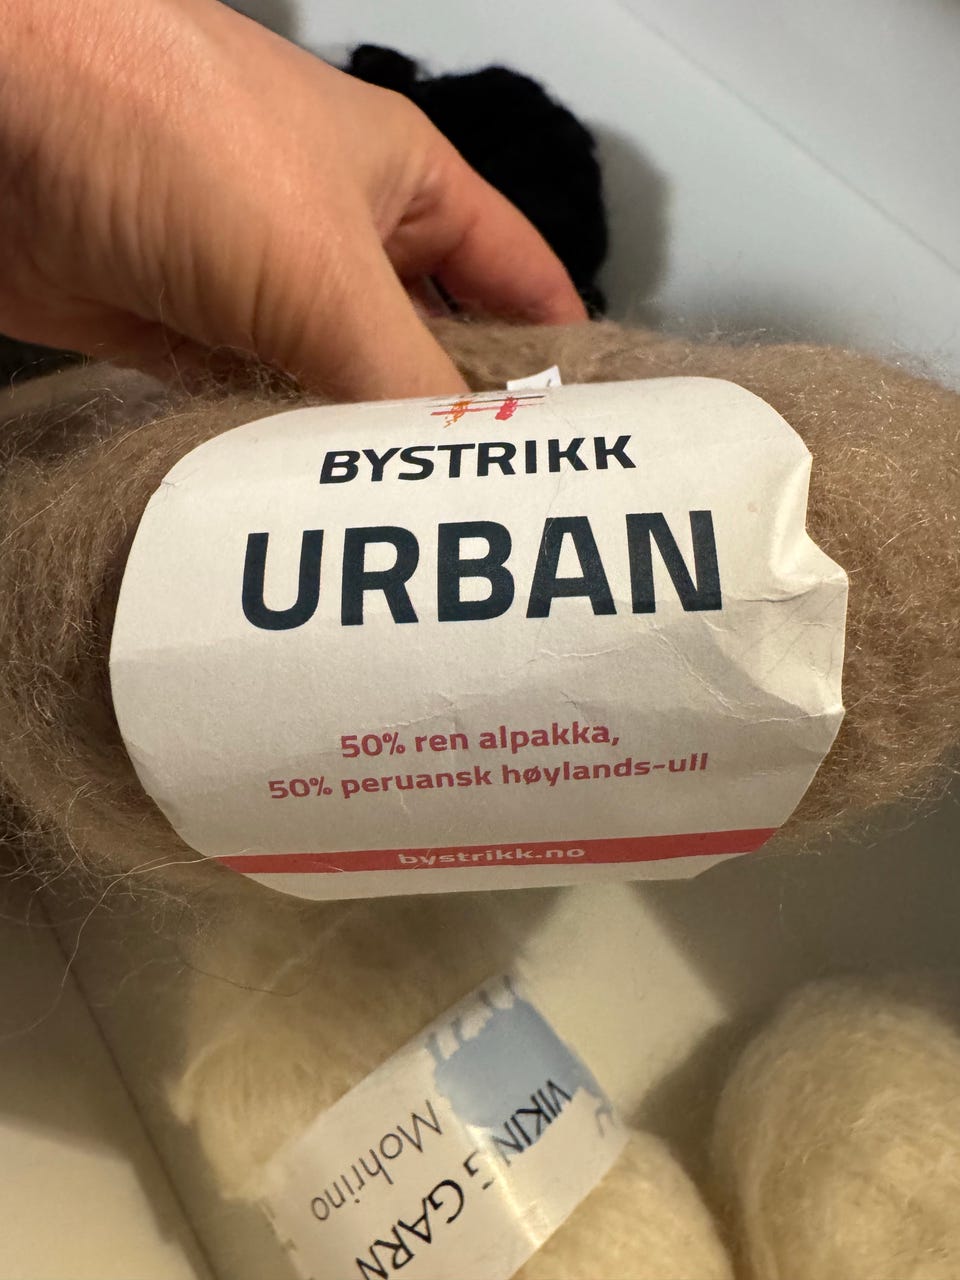 BYSTRIKK
URBAN
50% ren alpakka,
50% peruansk høylands-ull
bystrikk.no
VIKING GARN
Mohrino